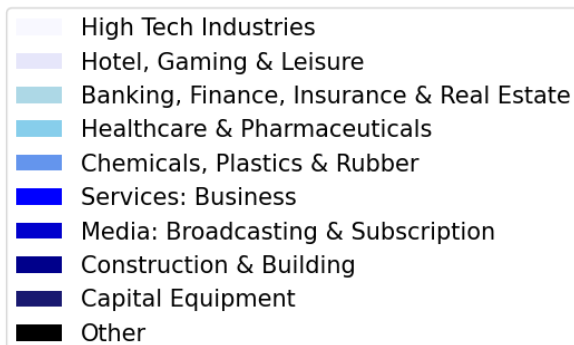 High Tech Industries
Hotel, Gaming & Leisure
Banking, Finance, Insurance & Real Estate
Healthcare & Pharmaceuticals
Chemicals, Plastics & Rubber
Services: Business
Media: Broadcasting & Subscription
Construction & Building
Capital Equipment
Other